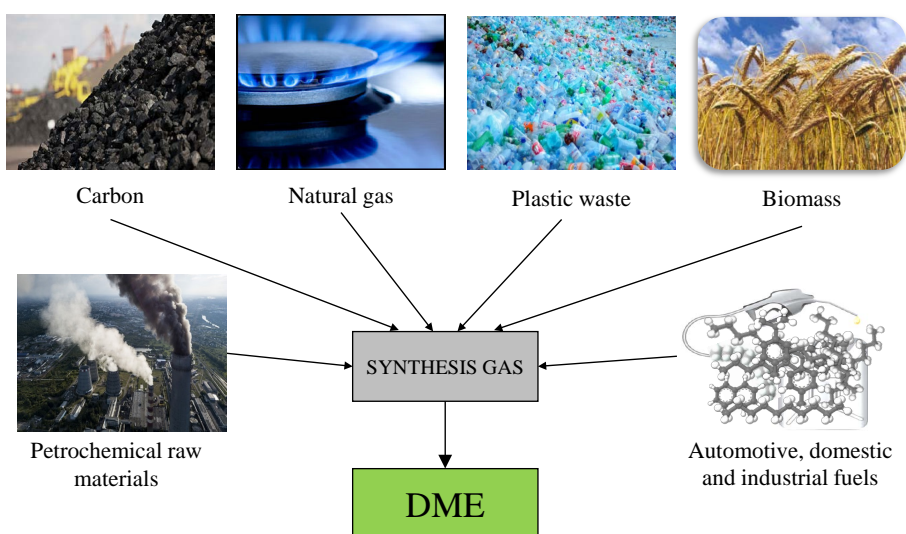 Carbon
Natural gas
Plastic waste
Biomass
SYNTHESIS GAS
Petrochemical raw
materials
Automotive, domestic
and industrial fuels
DME